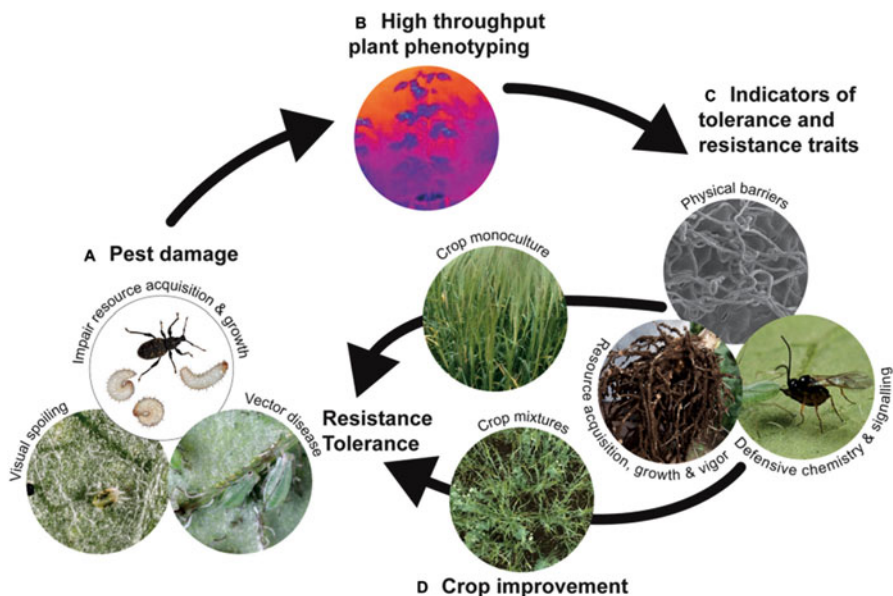 B High throughput
plant phenotyping
C Indicators of
tolerance and
resistance traits
Physical barriers
A Pest damage
Crop monoculture
Impair resource acquisition & growth
Resource acquisition, growth & vigor
Defensive chemistry & signalling
Visual spoiling
Vector disease
Resistance
Tolerance
Crop mixtures
D Crop improvement